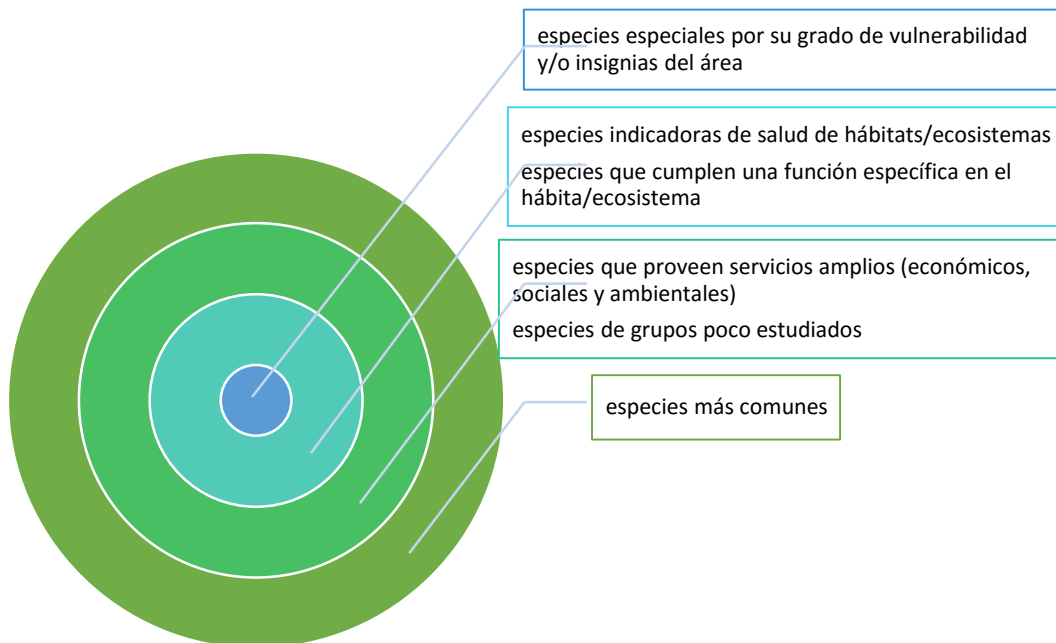 especies especiales por su grado de vulnerabilidad
y/o insignias del área
especies indicadoras de salud de hábitats/ecosistemas
especies que cumplen una función específica en el
hábita/ecosistema
especies que proveen servicios amplios (económicos,
sociales y ambientales)
especies de grupos poco estudiados
especies más comunes